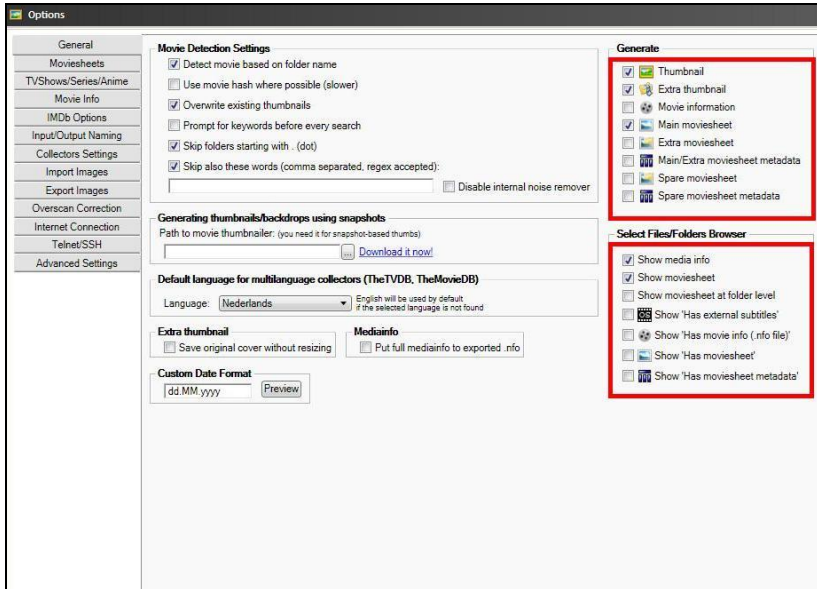 Options
General
Moviesheets
TVShows/Series/Anime
Movie Info
IMDb Options
Input/Output Naming
Collectors Settings
Import Images
Export Images
Overscan Correction
Internet Connection
Telnet/SSH
Advanced Settings
Movie Detection Settings
Detect movie based on folder name
Use movie hash where possible (slower)
Overwrite existing thumbnails
Prompt for keywords before every search
Skip folders starting with . (dot)
Skip also these words (comma separated, regex accepted):
Disable internal noise remover
Generating thumbnails/backdrops using snapshots
Path to movie thumbnailer: (you need it for snapshot-based thumbs)
... Download it now!
Default language for multilanguage collectors (TheTVDB, TheMovieDB)
Language: Nederlands English will be used by default
if the selected language is not found
Extra thumbnail
Save original cover without resizing
Mediainfo
Put full mediainfo to exported .nfo
Custom Date Format
dd.MM.yyyy Preview
Generate
Thumbnail
Extra thumbnail
Movie information
Main moviesheet
Extra moviesheet
Main/Extra moviesheet metadata
Spare moviesheet
Spare moviesheet metadata
Select Files/Folders Browser
Show media info
Show moviesheet
Show moviesheet at folder level
Show 'Has external subtitles'
Show 'Has movie info (.nfo file)'
Show 'Has moviesheet'
Show 'Has moviesheet metadata'